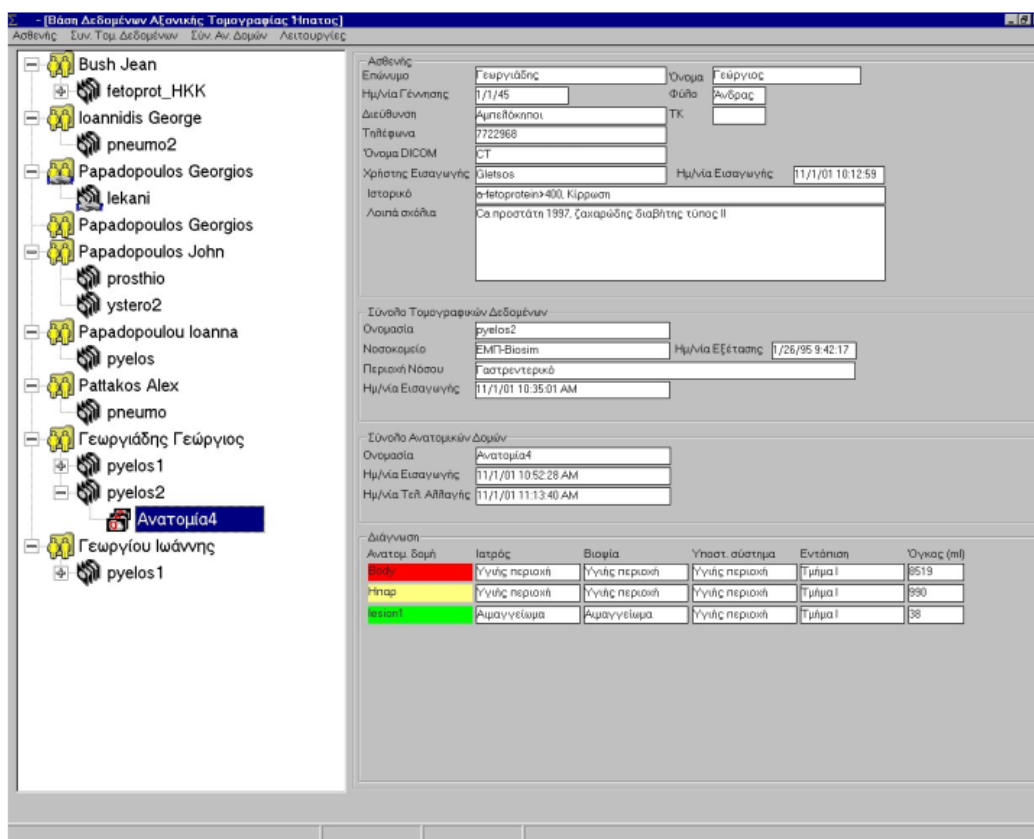 - [Βάση Δεδομένων Αξονικής Τομογραφίας Ήπατος]
Ασθενής Συν. Τομ. Δεδομένων Σύν. Αν. Δομών Λειτουργίες
Bush Jean
fetoprot_HKK
Ioannidis George
pneumo2
Papadopoulos Georgios
lekani
Papadopoulos Georgios
Papadopoulos John
prosthio
ystero2
Papadopoulou Ioanna
pyelos
Pattakos Alex
pneumo
Γεωργιάδης Γεώργιος
pyelos1
pyelos2
Ανατομία4
Γεωργίου Ιωάννης
pyelos1
Ασθενής
Επώνυμο Γεωργιάδης Όνομα Γεώργιος
Ημ/νία Γέννησης 1/1/45 Φύλο Άνδρας
Διεύθυνση Αμπελόκηποι ΤΚ
Τηλέφωνα 7722968
Όνομα DICOM CT
Χρήστης Εισαγωγής Gletsos Ημ/νία Εισαγωγής 11/1/01 10:12:59
Ιστορικό a-fetoprotein>400, Κίρρωση
Λοιπά σχόλια Ca προστάτη 1997, ζαχαρώδης διαβήτης τύπος ΙΙ
Σύνολο Τομογραφικών Δεδομένων
Ονομασία pyelos2
Νοσοκομείο ΕΜΠ-Biosim Ημ/νία Εξέτασης 1/26/95 9:42:17
Περιοχή Νόσου Γαστρεντερικό
Ημ/νία Εισαγωγής 11/1/01 10:35:01 AM
Σύνολο Ανατομικών Δομών
Ονομασία Ανατομία4
Ημ/νία Εισαγωγής 11/1/01 10:52:28 AM
Ημ/νία Τελ. Αλλαγής 11/1/01 11:13:40 AM
Διάγνωση
Ανατομ. δομή Ιατρός Βιοψία Υποστ. σύστημα Εντόπιση Όγκος (ml)
Body Υγιής περιοχή Υγιής περιοχή Υγιής περιοχή Τμήμα Ι 8519
Ηπαρ Υγιής περιοχή Υγιής περιοχή Υγιής περιοχή Τμήμα Ι 990
lesion1 Αιμαγγείωμα Αιμαγγείωμα Υγιής περιοχή Τμήμα Ι 38